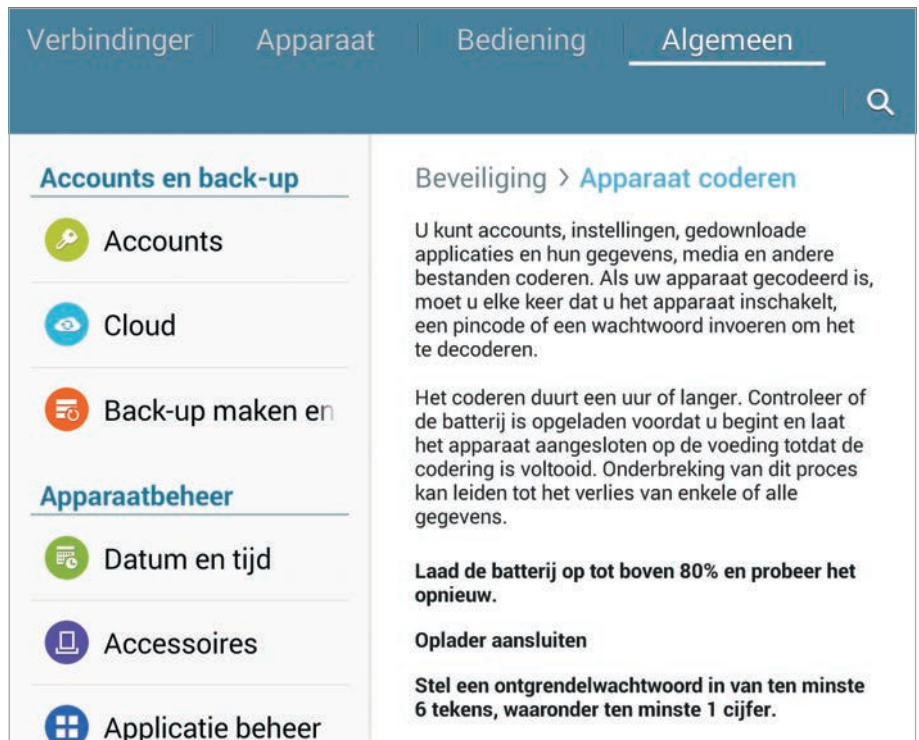 Verbindinger
Apparaat
Bediening
Algemeen
Accounts en back-up
Accounts
Cloud
Back-up maken en
Apparaatbeheer
Datum en tijd
Accessoires
Applicatie beheer
Beveiliging > Apparaat coderen
U kunt accounts, instellingen, gedownloade
applicaties en hun gegevens, media en andere
bestanden coderen. Als uw apparaat gecodeerd is,
moet u elke keer dat u het apparaat inschakelt,
een pincode of een wachtwoord invoeren om het
te decoderen.
Het coderen duurt een uur of langer. Controleer of
de batterij is opgeladen voordat u begint en laat
het apparaat aangesloten op de voeding totdat de
codering is voltooid. Onderbreking van dit proces
kan leiden tot het verlies van enkele of alle
gegevens.
Laad de batterij op tot boven 80% en probeer het
opnieuw.
Oplader aansluiten
Stel een ontgrendelwachtwoord in van ten minste
6 tekens, waaronder ten minste 1 cijfer.